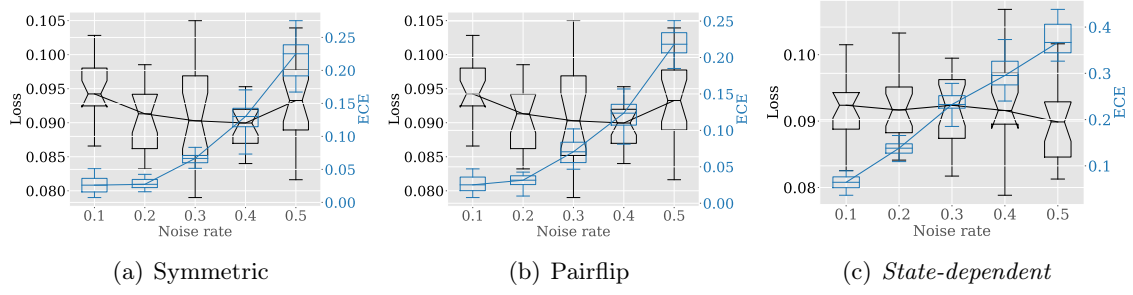 0.105
0.100
0.095
0.090
0.085
0.080
Loss
0.25
0.20
0.15
0.10
0.05
0.00
ECE
0.1 0.2 0.3 0.4 0.5
Noise rate
(a) Symmetric
0.105
0.100
0.095
0.090
0.085
0.080
Loss
0.25
0.20
0.15
0.10
0.05
0.00
ECE
0.1 0.2 0.3 0.4 0.5
Noise rate
(b) Pairflip
0.10
0.09
0.08
Loss
0.4
0.3
0.2
0.1
ECE
0.1 0.2 0.3 0.4 0.5
Noise rate
(c) State-dependent